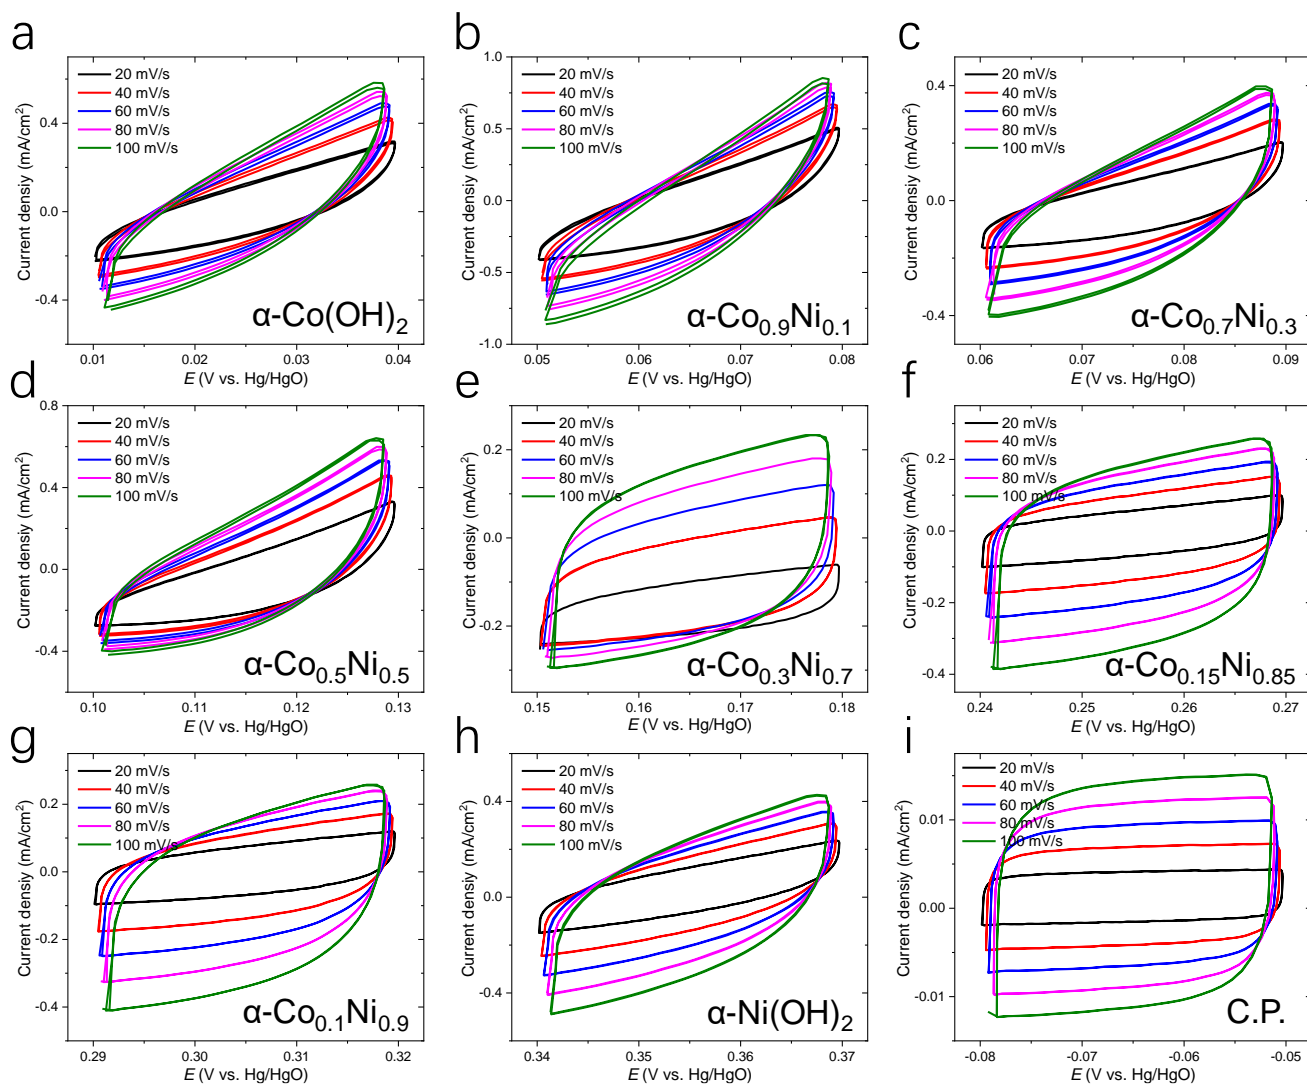 a
20 mV/s
40 mV/s
60 mV/s
80 mV/s
100 mV/s
0.4
0.0
-0.4
Current densiy (mA/cm²)
α-Co(OH)₂
0.01 0.02 0.03 0.04
E (V vs. Hg/HgO)
b
1.0
20 mV/s
40 mV/s
60 mV/s
80 mV/s
100 mV/s
0.5
0.0
-0.5
-1.0
Current densiy (mA/cm²)
α-Co₀.₉Ni₀.₁
0.05 0.06 0.07 0.08
E (V vs. Hg/HgO)
c
20 mV/s
40 mV/s
60 mV/s
80 mV/s
100 mV/s
0.4
0.0
-0.4
Current densiy (mA/cm²)
α-Co₀.₇Ni₀.₃
0.06 0.07 0.08 0.09
E (V vs. Hg/HgO)
d
0.8
20 mV/s
40 mV/s
60 mV/s
80 mV/s
100 mV/s
0.4
0.0
-0.4
Current densiy (mA/cm²)
α-Co₀.₅Ni₀.₅
0.10 0.11 0.12 0.13
E (V vs. Hg/HgO)
e
20 mV/s
40 mV/s
60 mV/s
80 mV/s
100 mV/s
0.2
0.0
-0.2
Current densiy (mA/cm²)
α-Co₀.₃Ni₀.₇
0.15 0.16 0.17 0.18
E (V vs. Hg/HgO)
f
20 mV/s
40 mV/s
60 mV/s
80 mV/s
100 mV/s
0.2
0.0
-0.2
-0.4
Current densiy (mA/cm²)
α-Co₀.₁₅Ni₀.₈₅
0.24 0.25 0.26 0.27
E (V vs. Hg/HgO)
g
20 mV/s
40 mV/s
60 mV/s
80 mV/s
100 mV/s
0.2
0.0
-0.2
-0.4
Current densiy (mA/cm²)
α-Co₀.₁Ni₀.₉
0.29 0.30 0.31 0.32
E (V vs. Hg/HgO)
h
20 mV/s
40 mV/s
60 mV/s
80 mV/s
100 mV/s
0.4
0.0
-0.4
Current densiy (mA/cm²)
α-Ni(OH)₂
0.34 0.35 0.36 0.37
E (V vs. Hg/HgO)
i
20 mV/s
40 mV/s
60 mV/s
80 mV/s
100 mV/s
0.01
0.00
-0.01
Current densiy (mA/cm²)
C.P.
-0.08 -0.07 -0.06 -0.05
E (V vs. Hg/HgO)